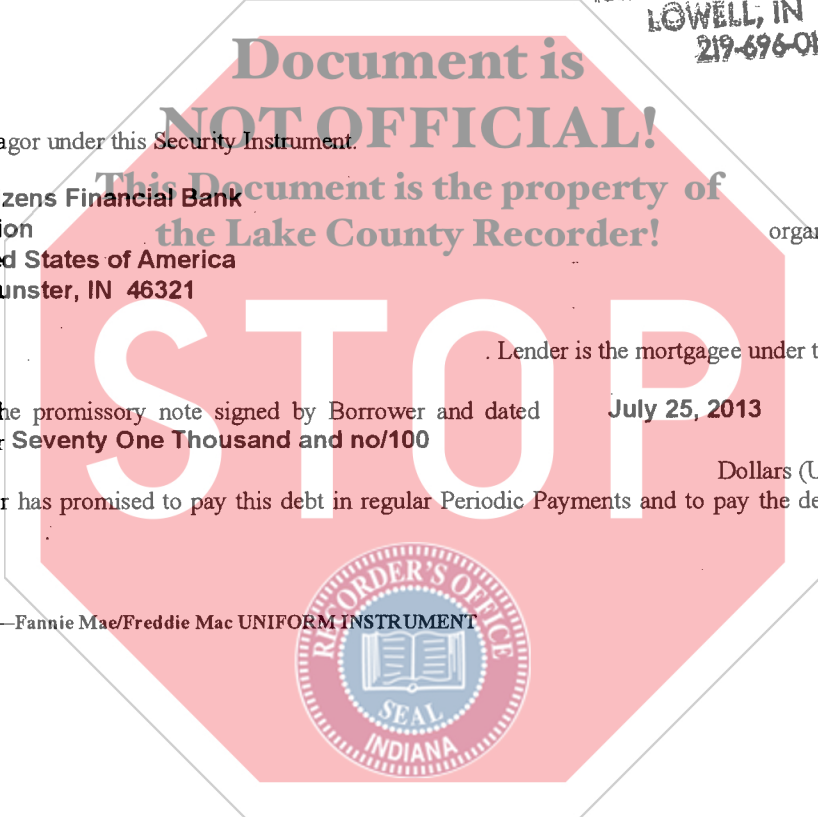 LOWELL, IN
219-696-01
Document is
NOT OFFICIAL!
agor under this Security Instrument.
This Document is the property of
zens Financial Bank
the Lake County Recorder!
ion organ
d States of America
unster, IN 46321
STOP
. Lender is the mortgagee under t
he promissory note signed by Borrower and dated July 25, 2013
r Seventy One Thousand and no/100
Dollars (U
r has promised to pay this debt in regular Periodic Payments and to pay the de
—Fannie Mae/Freddie Mac UNIFORM INSTRUMENT
RECORDER'S OFFICE
SEAL
INDIANA